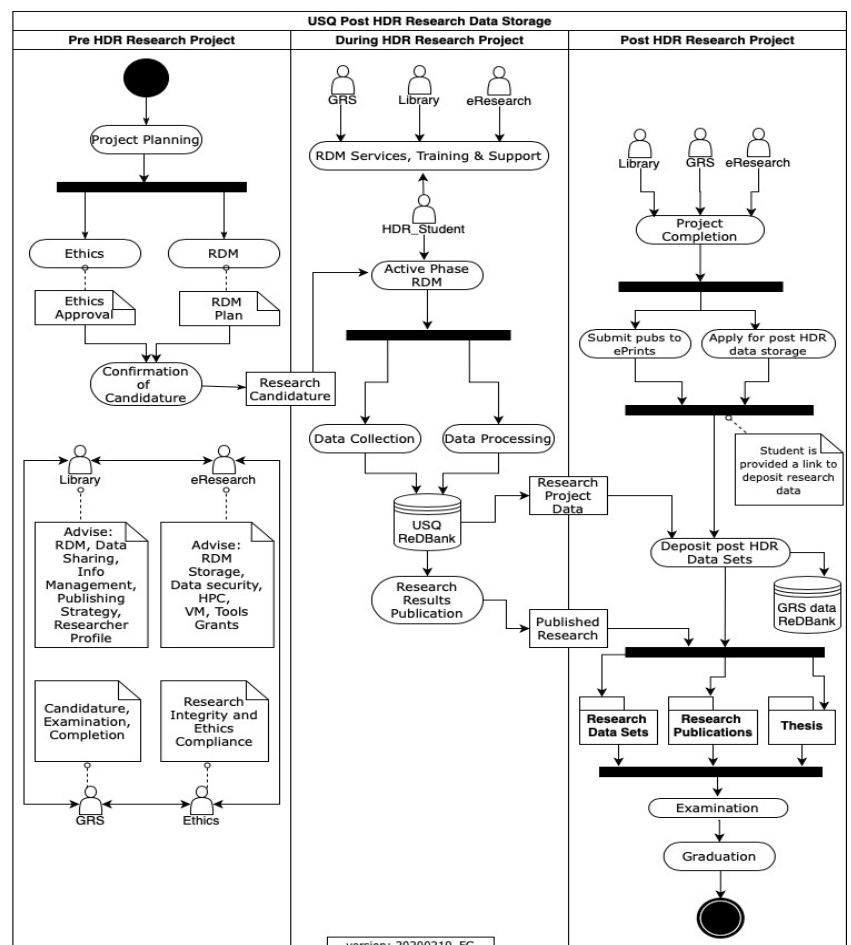 USQ Post HDR Research Data Storage
Pre HDR Research Project
During HDR Research Project
Post HDR Research Project
Project Planning
Ethics
RDM
Ethics
Approval
RDM
Plan
Confirmation
of
Candidature
Research
Candidature
Library
eResearch
Advise:
RDM, Data
Sharing,
Info
Management,
Publishing
Strategy,
Researcher
Profile
Advise:
RDM
Storage,
Data security,
HPC,
VM, Tools
Grants
Candidature,
Examination,
Completion
Research
Integrity and
Ethics
Compliance
GRS
Ethics
GRS
Library
eResearch
RDM Services, Training & Support
HDR_Student
Active Phase
RDM
Data Collection
Data Processing
USQ
ReDBank
Research
Results
Publication
Research
Project
Data
Published
Research
version: 20200310_EG
Library
GRS
eResearch
Project
Completion
Submit pubs to
ePrints
Apply for post HDR
data storage
Student is
provided a link to
deposit research
data
Deposit post HDR
Data Sets
GRS data
ReDBank
Research
Data Sets
Research
Publications
Thesis
Examination
Graduation